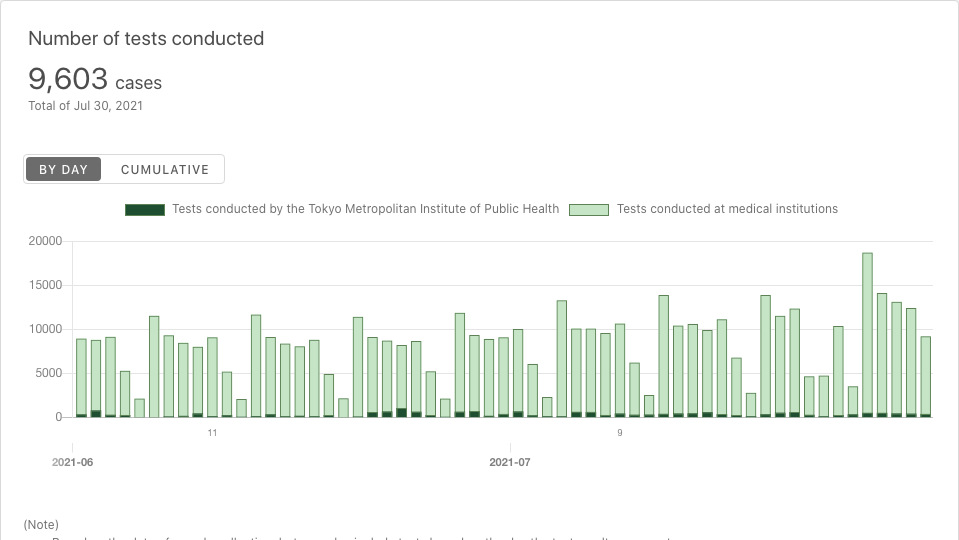 Number of tests conducted
9,603 cases
Total of Jul 30, 2021
BY DAY CUMULATIVE
Tests conducted by the Tokyo Metropolitan Institute of Public Health Tests conducted at medical institutions
20000
15000
10000
5000
0
11 9
2021-06 2021-07
(Note)